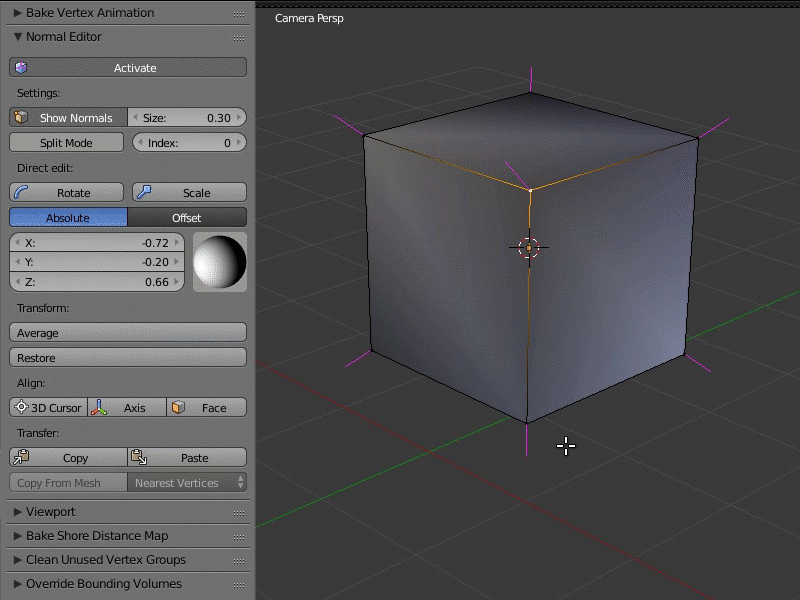 Bake Vertex Animation
Camera Persp
Normal Editor
Activate
Settings:
Show Normals Size: 0.30
Split Mode Index: 0
Direct edit:
Rotate Scale
Absolute Offset
X: -0.72
Y: -0.20
Z: 0.66
Transform:
Average
Restore
Align:
3D Cursor Axis Face
Transfer:
Copy Paste
Copy From Mesh Nearest Vertices
Viewport
Bake Shore Distance Map
Clean Unused Vertex Groups
Override Bounding Volumes